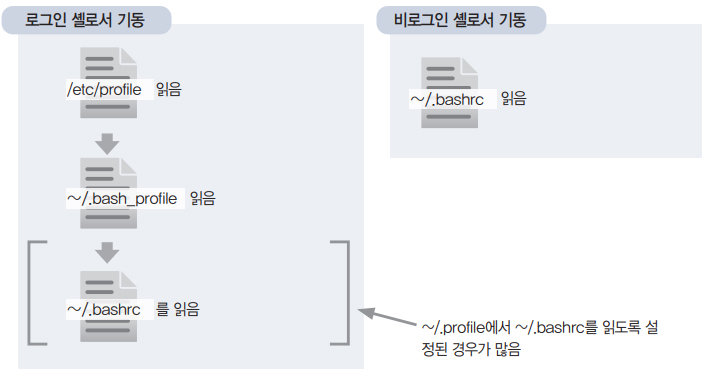 로그인 셸로서 기동
/etc/profile 읽음
~/.bash_profile 읽음
~/.bashrc 를 읽음
비로그인 셸로서 기동
~/.bashrc 읽음
~/.profile에서 ~/.bashrc를 읽도록 설
정된 경우가 많음